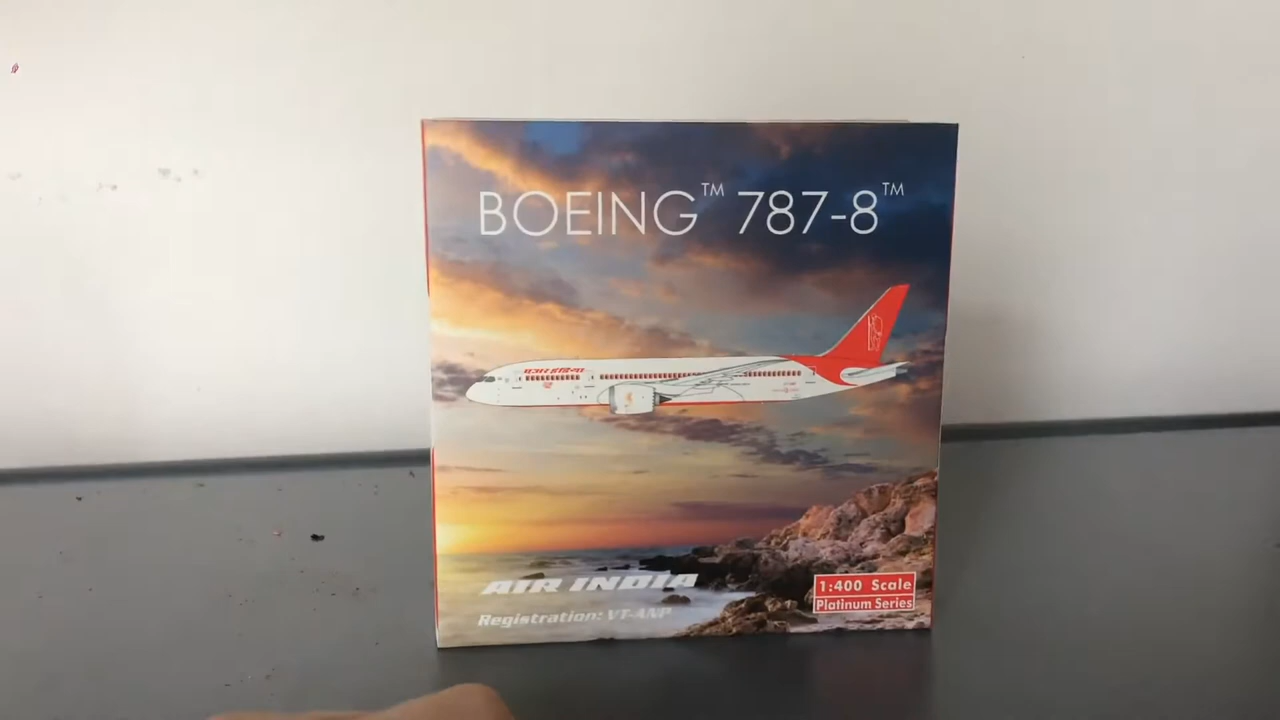 BOEING™ 787-8™
AIR INDIA
Registration: VT-ANP
1:400 Scale
Platinum Series